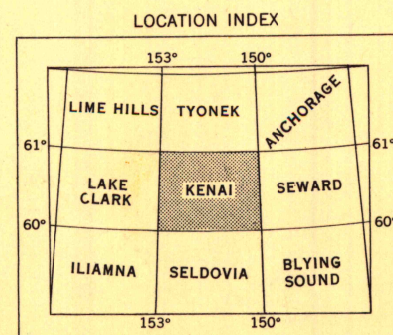 LOCATION INDEX
153° 150°
LIME HILLS TYONEK ANCHORAGE
61° 61°
LAKE CLARK KENAI SEWARD
60° 60°
ILIAMNA SELDOVIA BLYING SOUND
153° 150°